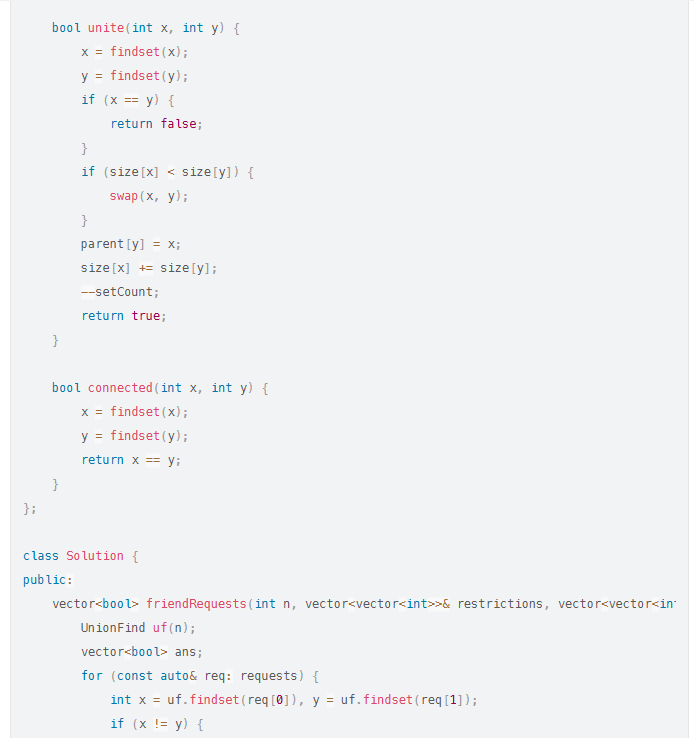 bool unite(int x, int y) {
x = findset(x);
y = findset(y);
if (x == y) {
return false;
}
if (size[x] < size[y]) {
swap(x, y);
}
parent[y] = x;
size[x] += size[y];
--setCount;
return true;
}
bool connected(int x, int y) {
x = findset(x);
y = findset(y);
return x == y;
}
};
class Solution {
public:
vector<bool> friendRequests(int n, vector<vector<int>>& restrictions, vector<vector<in
UnionFind uf(n);
vector<bool> ans;
for (const auto& req: requests) {
int x = uf.findset(req[0]), y = uf.findset(req[1]);
if (x != y) {